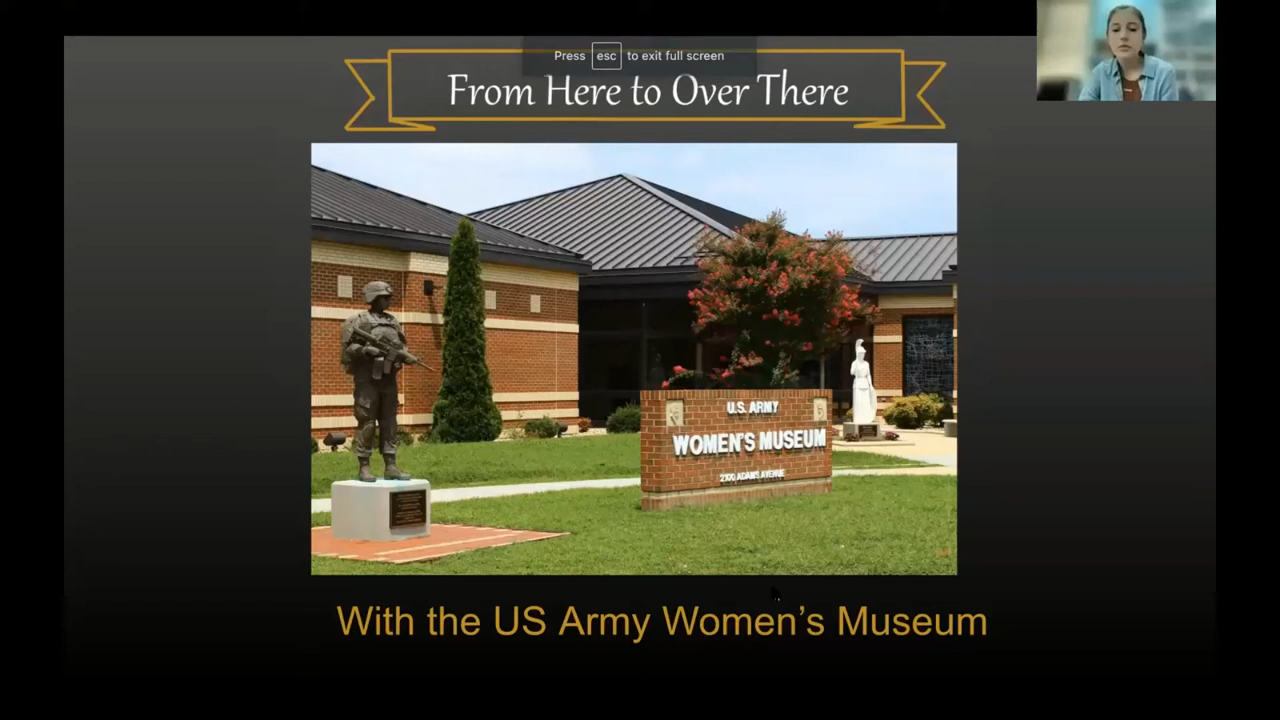 Press esc to exit full screen
From Here to Over There
U.S. ARMY
WOMEN'S MUSEUM
2100 ADAMS AVENUE
With the US Army Women's Museum